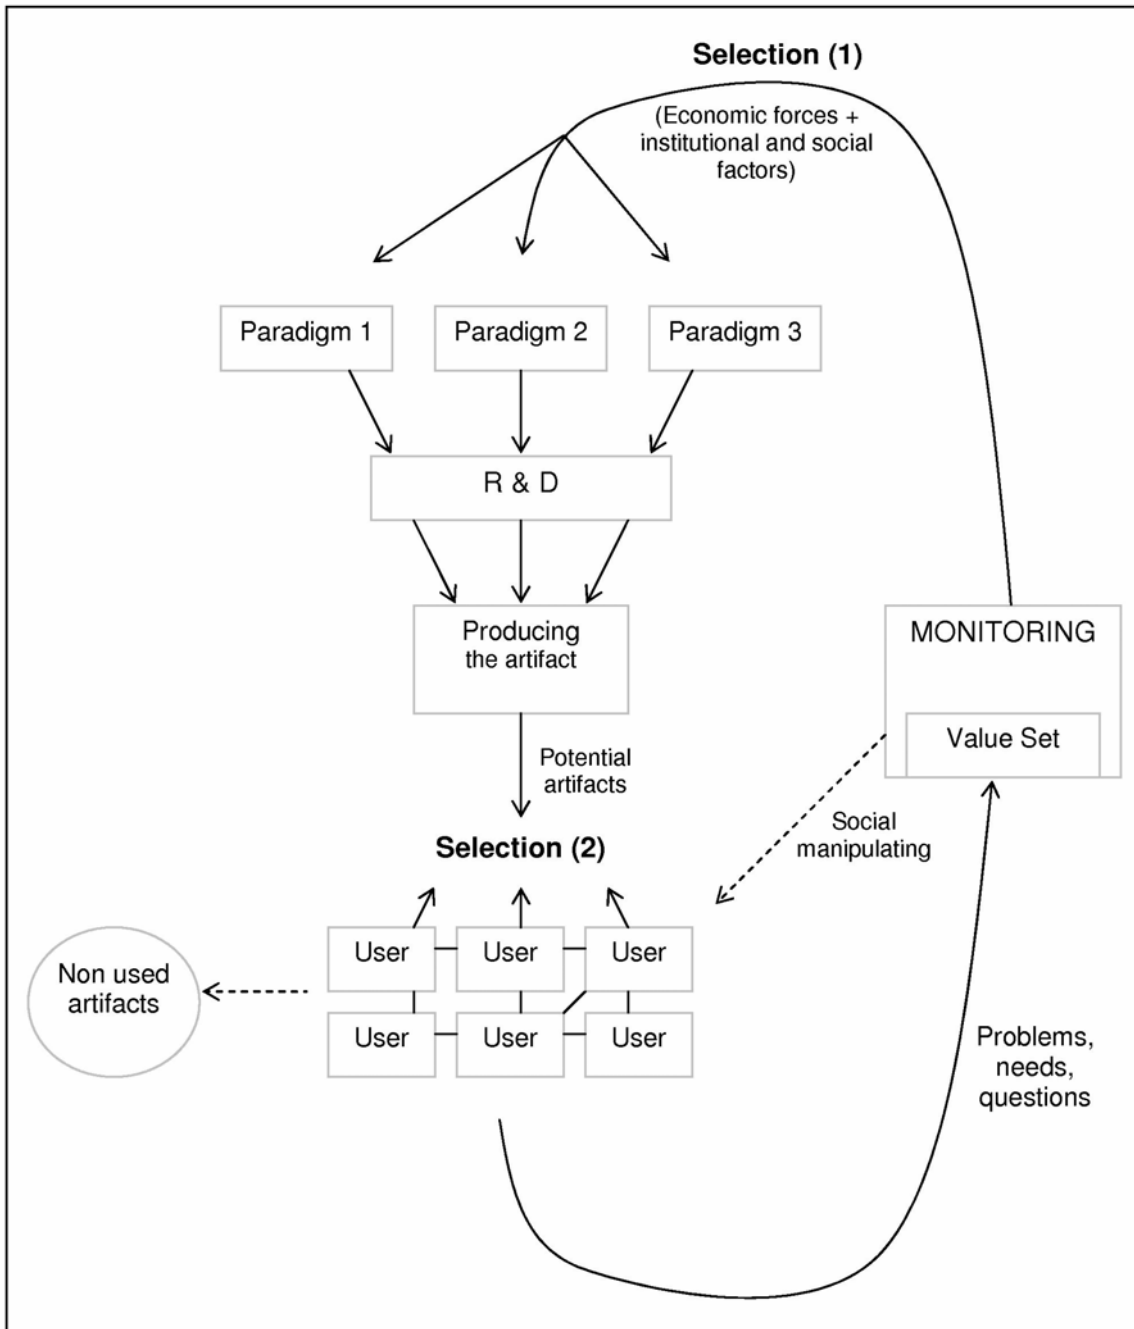 Selection (1)
(Economic forces +
institutional and social
factors)
Paradigm 1
Paradigm 2
Paradigm 3
R & D
Producing
the artifact
MONITORING
Value Set
Potential
artifacts
Social
manipulating
Selection (2)
User
User
User
Non used
artifacts
User
User
User
Problems,
needs,
questions